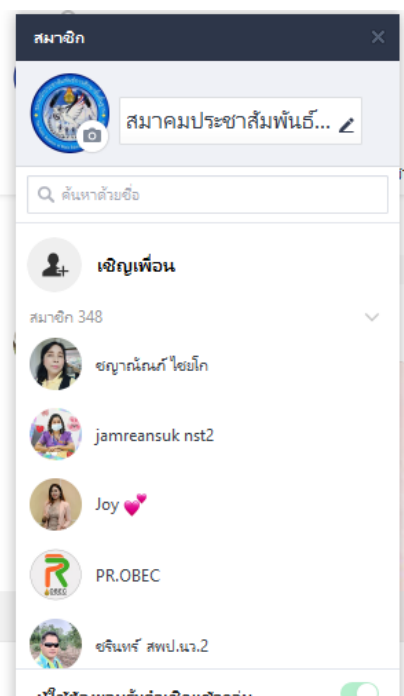 สมาชิก
สมาคมประชาสัมพันธ์...
ค้นหาด้วยชื่อ
เชิญเพื่อน
สมาชิก 348
ชญาณ์ณภ์ ไชยโก
jamreansuk nst2
Joy 💕
PR.OBEC
ชรินทร์ สพป.นว.2